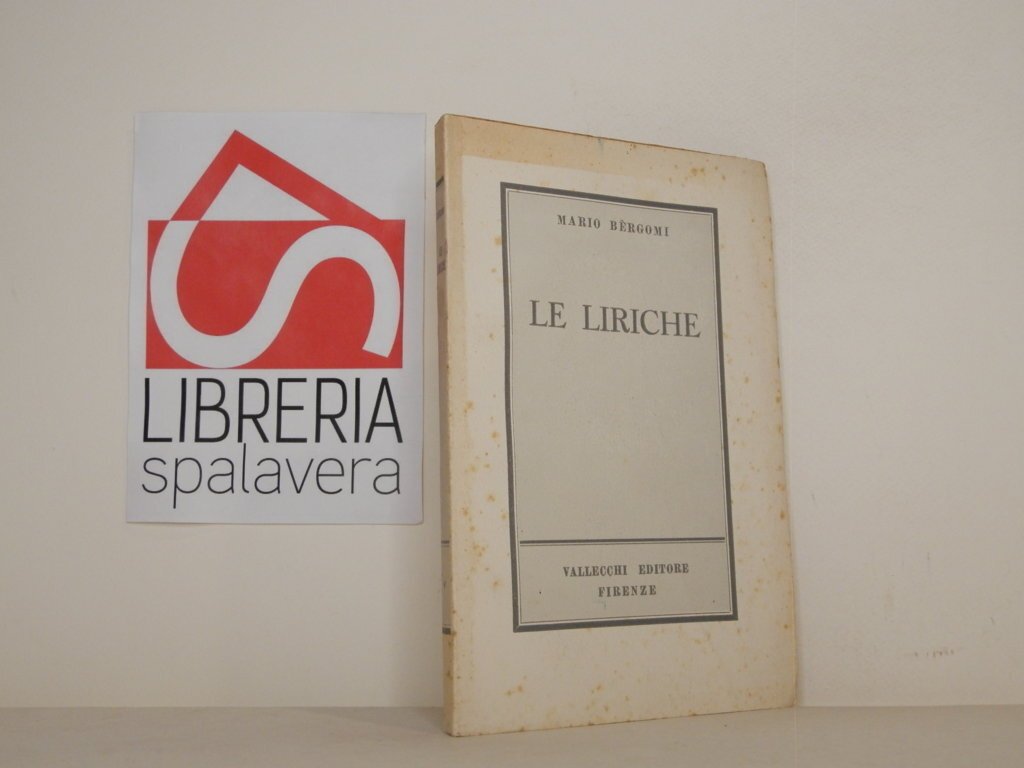 LIBRERIA
spalavera
MARIO BÈRGOMI
LE LIRICHE
VALLECCHI EDITORE
FIRENZE